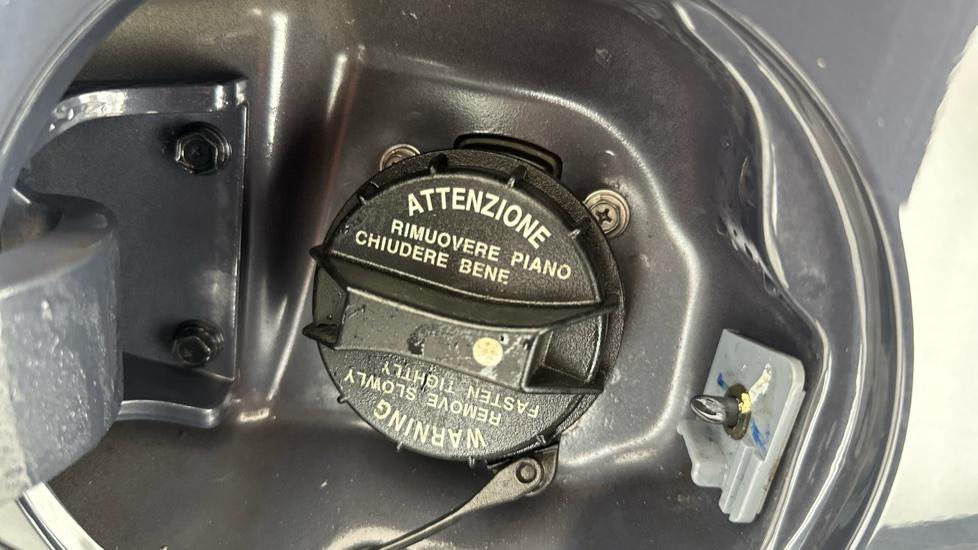 ATTENZIONE
RIMUOVERE PIANO
CHIUDERE BENE
WARNING
REMOVE SLOWLY
FASTEN TIGHTLY